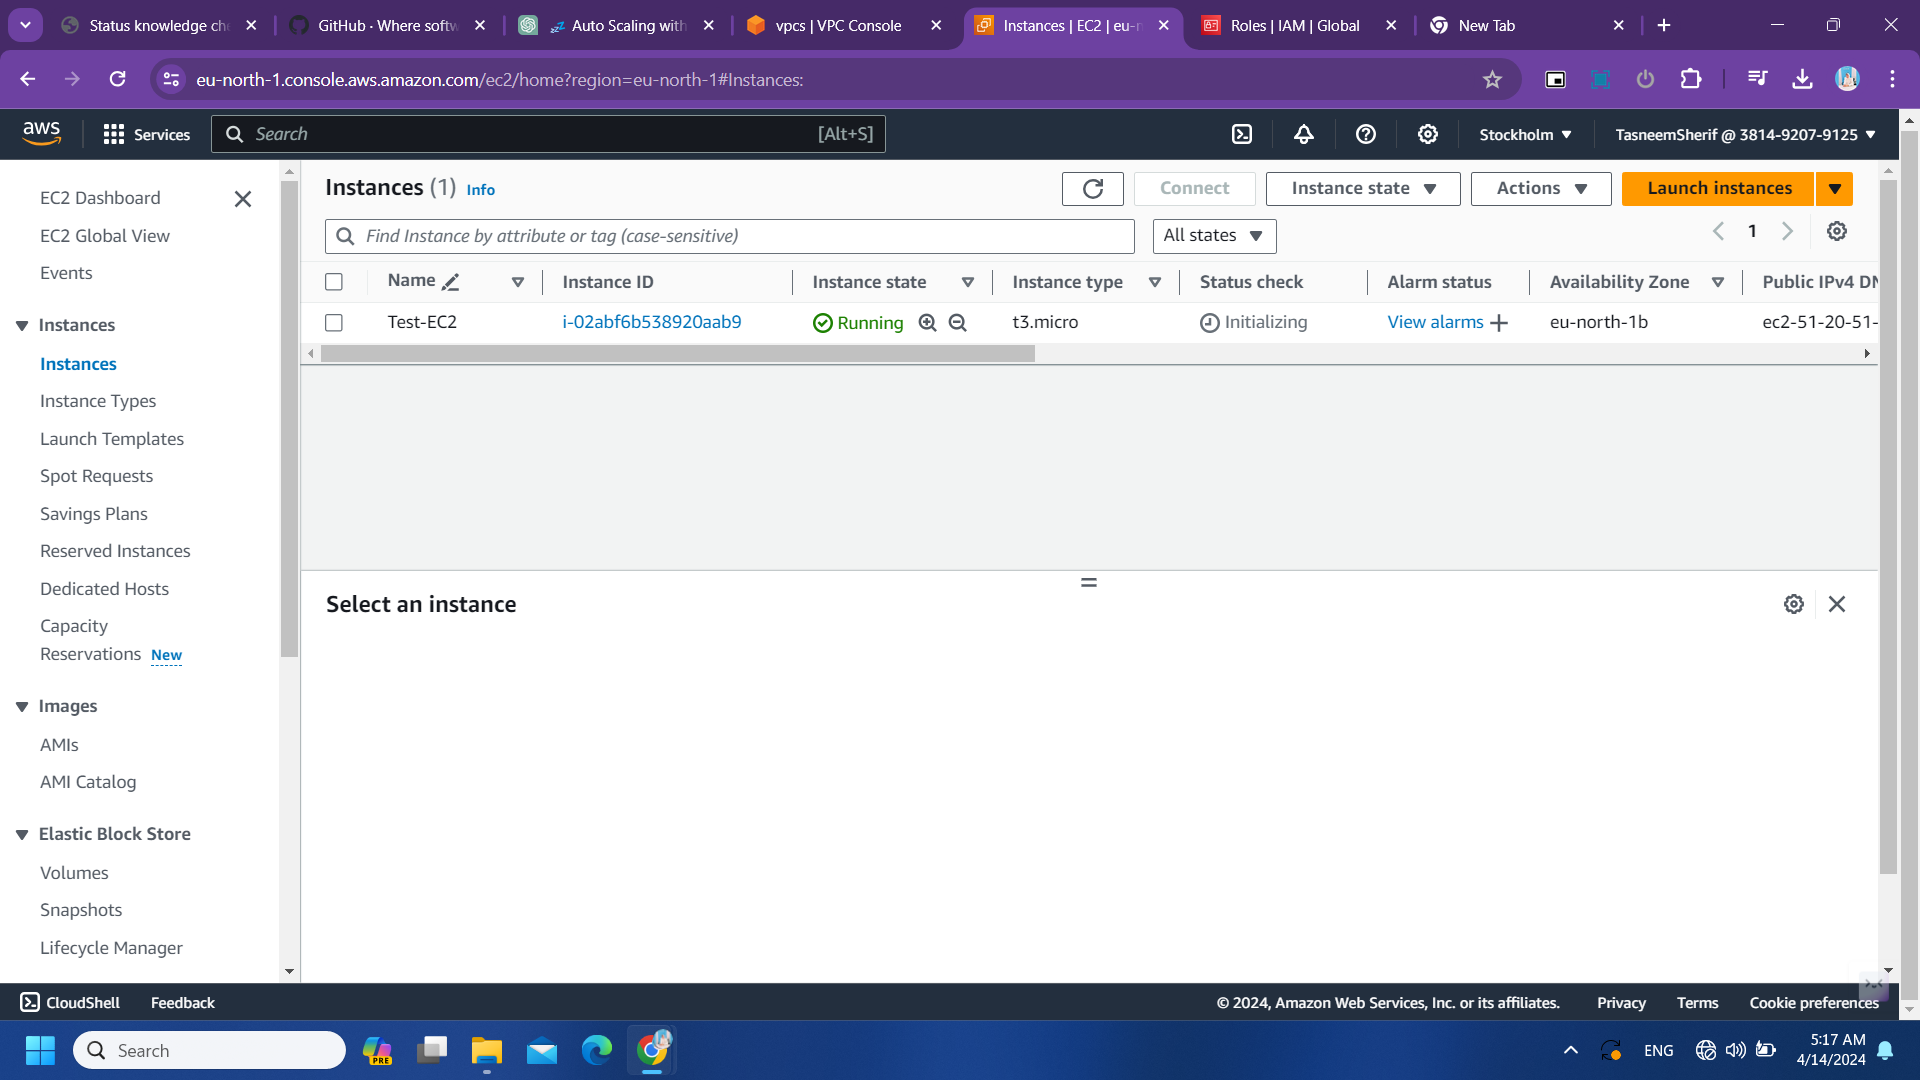 Status knowledge che
GitHub · Where softw
Auto Scaling with
vpcs | VPC Console
Instances | EC2 | eu-n
Roles | IAM | Global
New Tab
eu-north-1.console.aws.amazon.com/ec2/home?region=eu-north-1#Instances:
aws
Services
Search
[Alt+S]
Stockholm
TasneemSherif @ 3814-9207-9125
EC2 Dashboard
EC2 Global View
Events
Instances
Instances
Instance Types
Launch Templates
Spot Requests
Savings Plans
Reserved Instances
Dedicated Hosts
Capacity
Reservations New
Images
AMIs
AMI Catalog
Elastic Block Store
Volumes
Snapshots
Lifecycle Manager
Instances (1) Info
Connect
Instance state
Actions
Launch instances
Find Instance by attribute or tag (case-sensitive)
All states
1
Name Instance ID Instance state Instance type Status check Alarm status Availability Zone Public IPv4 DN
Test-EC2 i-02abf6b538920aab9 Running t3.micro Initializing View alarms eu-north-1b ec2-51-20-51-
Select an instance
CloudShell
Feedback
© 2024, Amazon Web Services, Inc. or its affiliates.
Privacy
Terms
Cookie preferences
Search
PRE
ENG
5:17 AM
4/14/2024